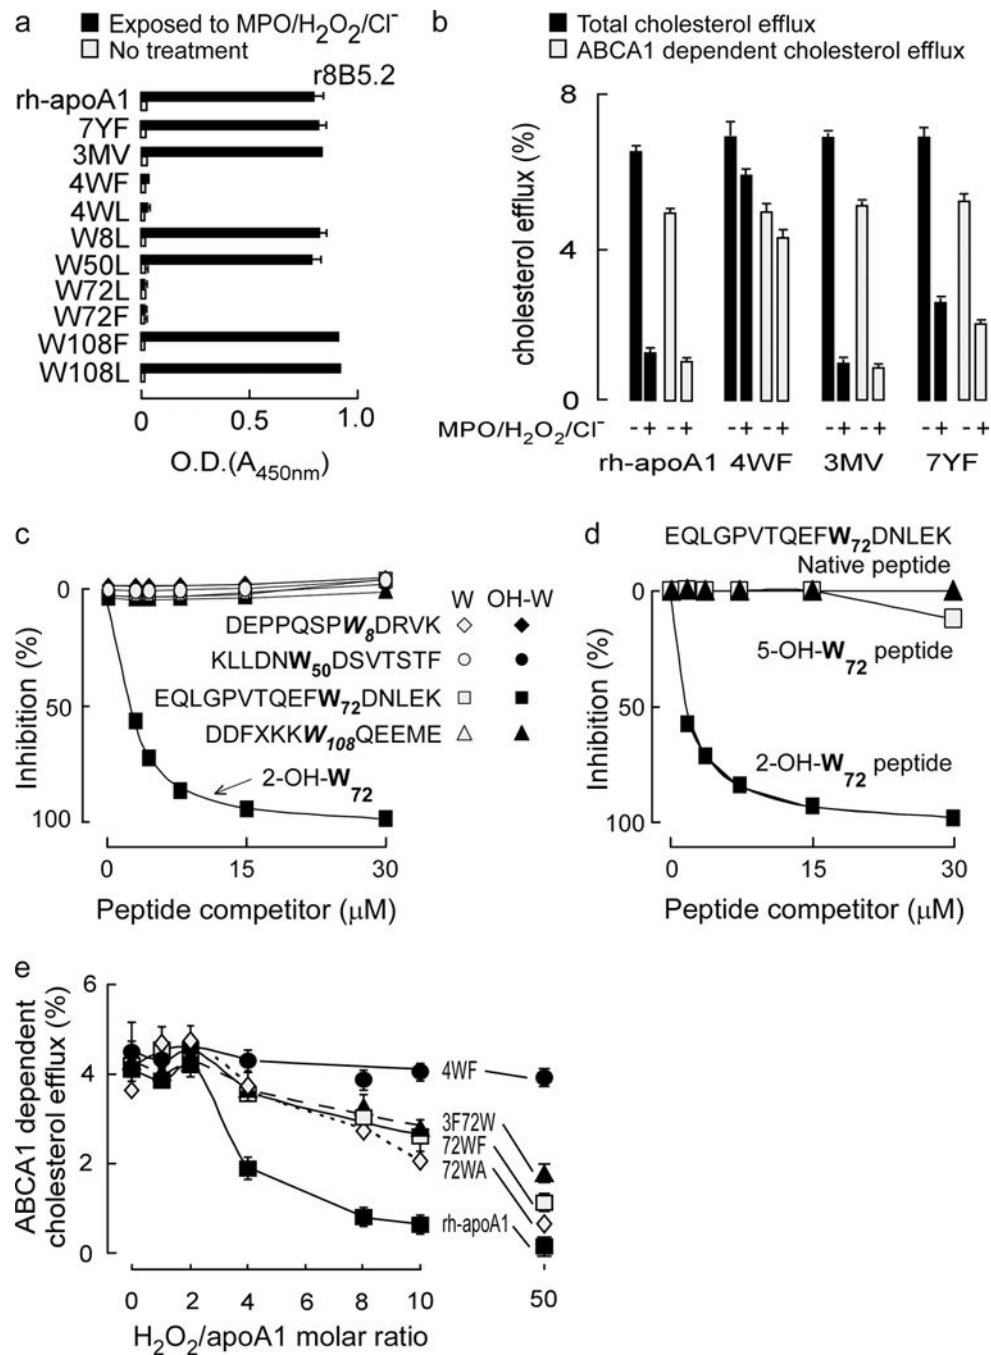 a
Exposed to MPO/H2O2/Cl-
No treatment
r8B5.2
rh-apoA1
7YF
3MV
4WF
4WL
W8L
W50L
W72L
W72F
W108F
W108L
0 0.5 1.0
O.D.(A450nm)
b
Total cholesterol efflux
ABCA1 dependent cholesterol efflux
cholesterol efflux (%)
8
4
0
MPO/H2O2/Cl- -+ -+ -+ -+ -+ -+ -+ -+
rh-apoA1 4WF 3MV 7YF
c
Inhibition (%)
0
50
100
W OH-W
DEPPQSPW8DRVK
KLLDNW50DSVTSTF
EQLGPVTQEFW72DNLEK
DDFXKKW108QEEME
2-OH-W72
0 15 30
Peptide competitor (μM)
d
EQLGPVTQEFW72DNLEK
Native peptide
Inhibition (%)
0
50
100
5-OH-W72 peptide
2-OH-W72 peptide
0 15 30
Peptide competitor (μM)
e
ABCA1 dependent
cholesterol efflux (%)
6
4
2
0
4WF
3F72W
72WF
72WA
rh-apoA1
0 2 4 6 8 10 50
H2O2/apoA1 molar ratio